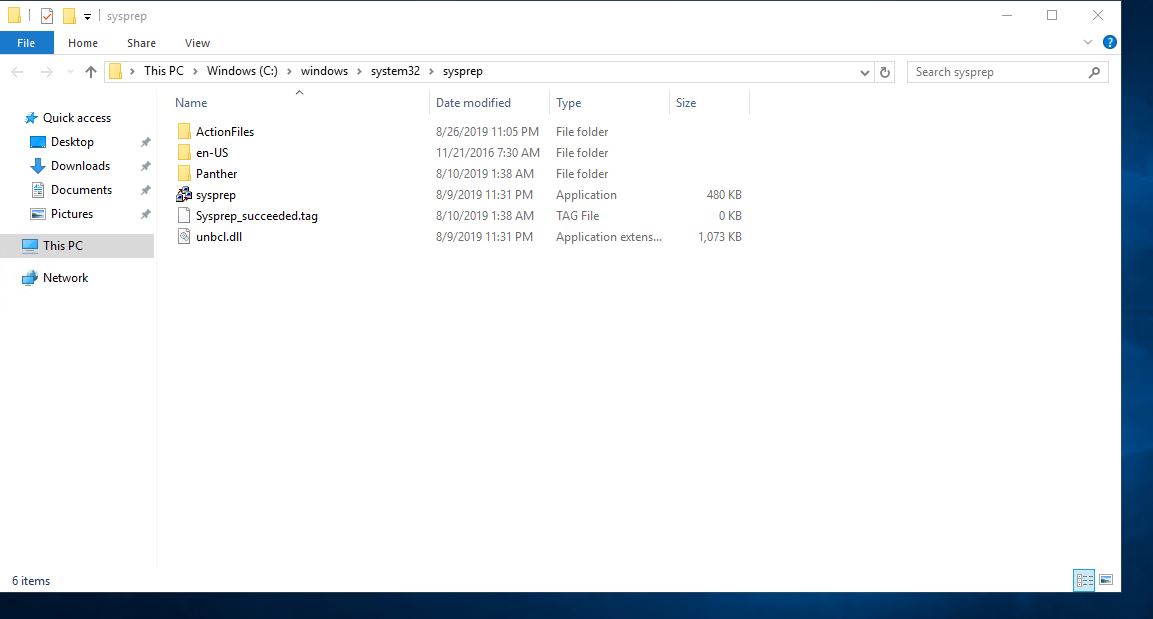 sysprep
File Home Share View
This PC > Windows (C:) > windows > system32 > sysprep
Search sysprep
Quick access
Desktop
Downloads
Documents
Pictures
This PC
Network
Name Date modified Type Size
ActionFiles 8/26/2019 11:05 PM File folder
en-US 11/21/2016 7:30 AM File folder
Panther 8/10/2019 1:38 AM File folder
sysprep 8/9/2019 11:31 PM Application 480 KB
Sysprep_succeeded.tag 8/10/2019 1:38 AM TAG File 0 KB
unbcl.dll 8/9/2019 11:31 PM Application extens... 1,073 KB
6 items